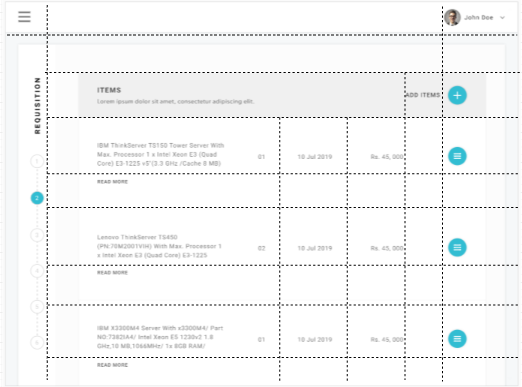 John Doe
REQUISITION
ITEMS
Lorem ipsum dolor sit amet, consectetur adipiscing elit.
ADD ITEMS
IBM ThinkServer TS150 Tower Server With
Max. Processor 1 x Intel Xeon E3 (Quad
Core) E3-1225 v5"(3.3 GHz /Cache 8 MB)
01
10 Jul 2019
Rs. 45, 000
READ MORE
1
2
3
4
5
6
Lenovo ThinkServer TS450
(PN:70M2001VIH) With Max. Processor 1
x Intel Xeon E3 (Quad Core) E3-1225
02
10 Jul 2019
Rs. 45, 000
READ MORE
IBM X3300M4 Server With x3300M4/ Part
NO:7382IA4/ Intel Xeon E5 1230v2 1.8
GHz,10 MB,1066MHz/ 1x 8GB RAM/
01
10 Jul 2019
Rs. 45, 000
READ MORE